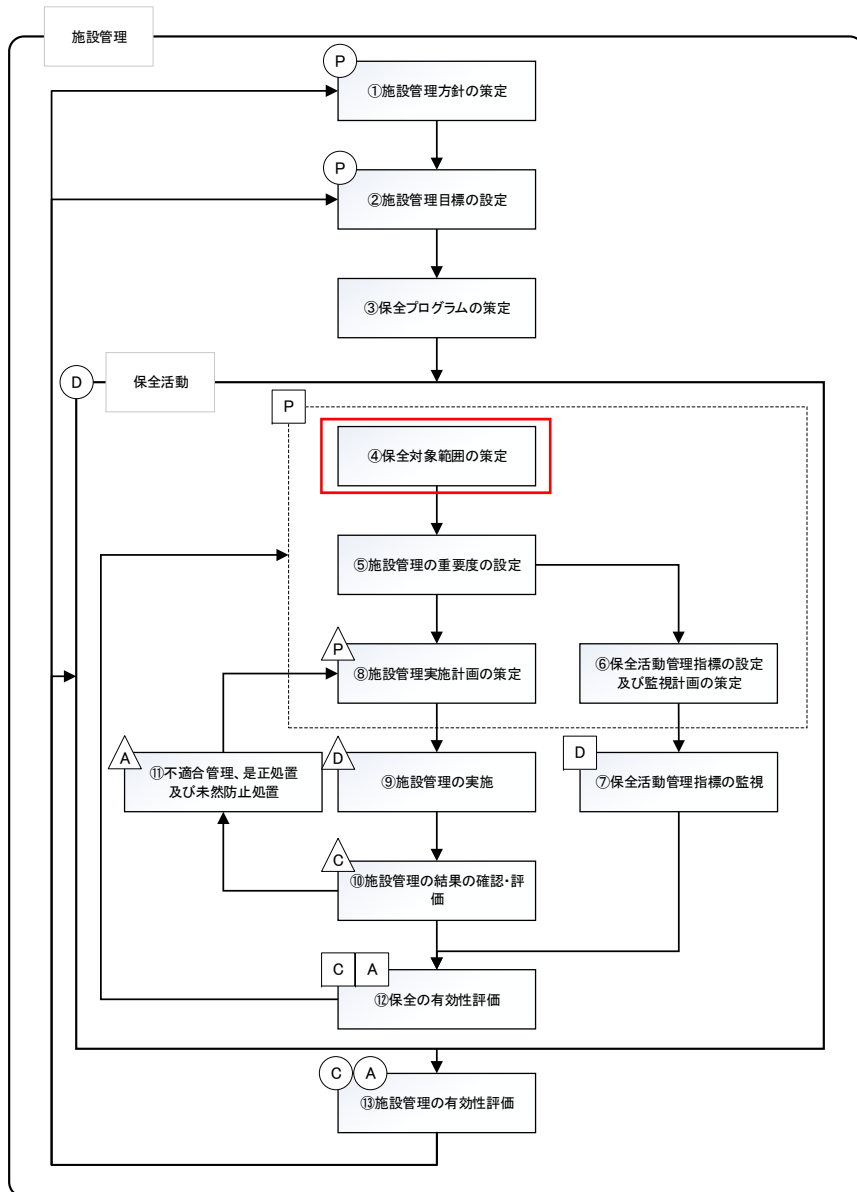 施設管理
P
①施設管理方針の策定
P
②施設管理目標の設定
③保全プログラムの策定
D
保全活動
P
④保全対象範囲の策定
⑤施設管理の重要度の設定
P
⑧施設管理実施計画の策定
⑥保全活動管理指標の設定
及び監視計画の策定
A
⑪不適合管理、是正処置
及び未然防止処置
D
⑨施設管理の実施
D
⑦保全活動管理指標の監視
C
⑩施設管理の結果の確認・評
価
C A
⑫保全の有効性評価
C A
⑬施設管理の有効性評価